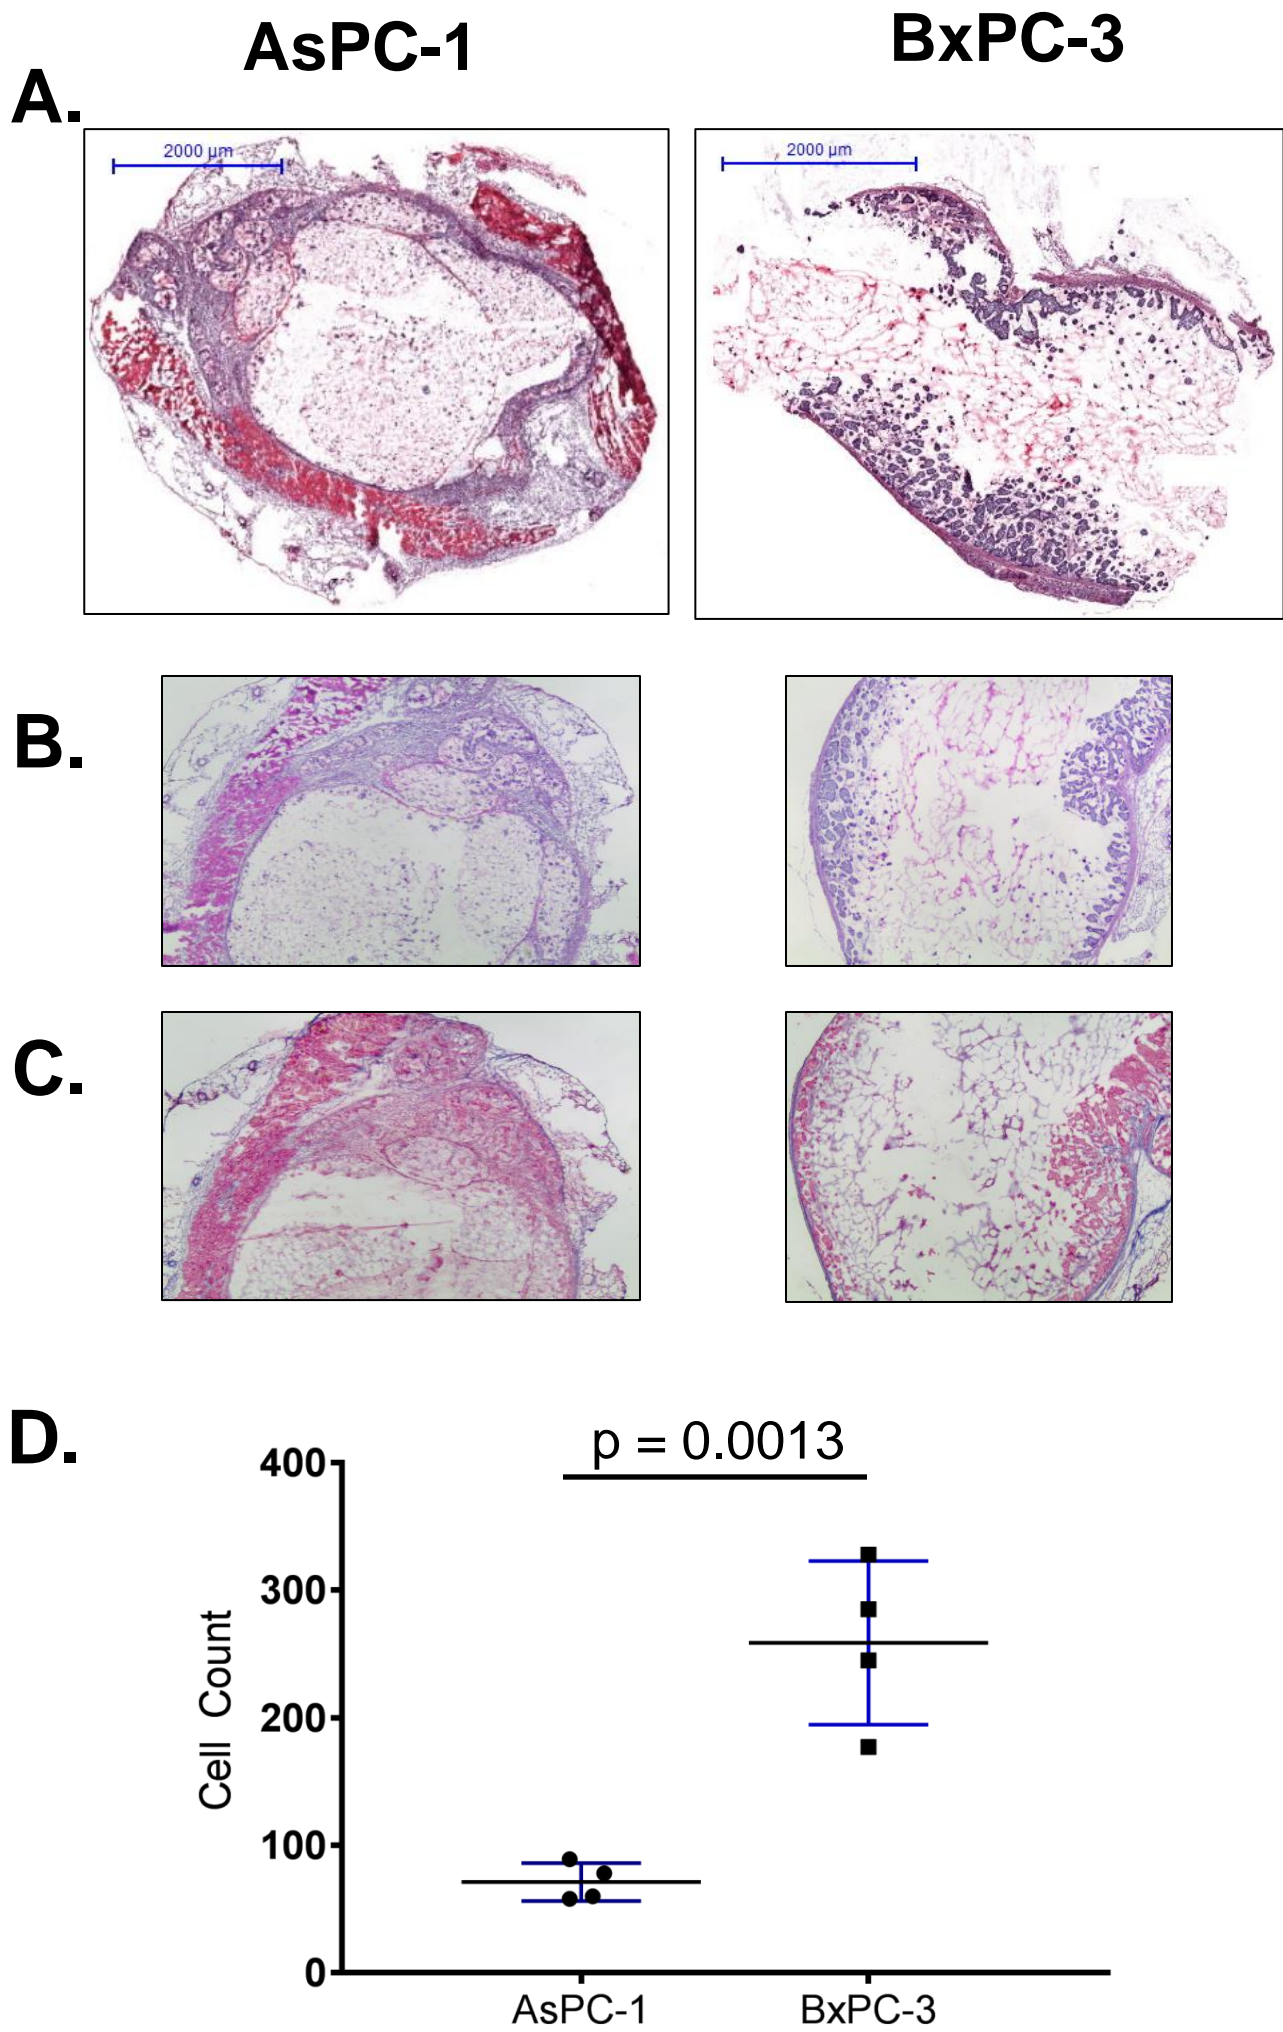 AsPC-1
BxPC-3
A.
2000 µm
2000 µm
B.
C.
D.
p = 0.0013
400
300
200
100
0
Cell Count
AsPC-1
BxPC-3